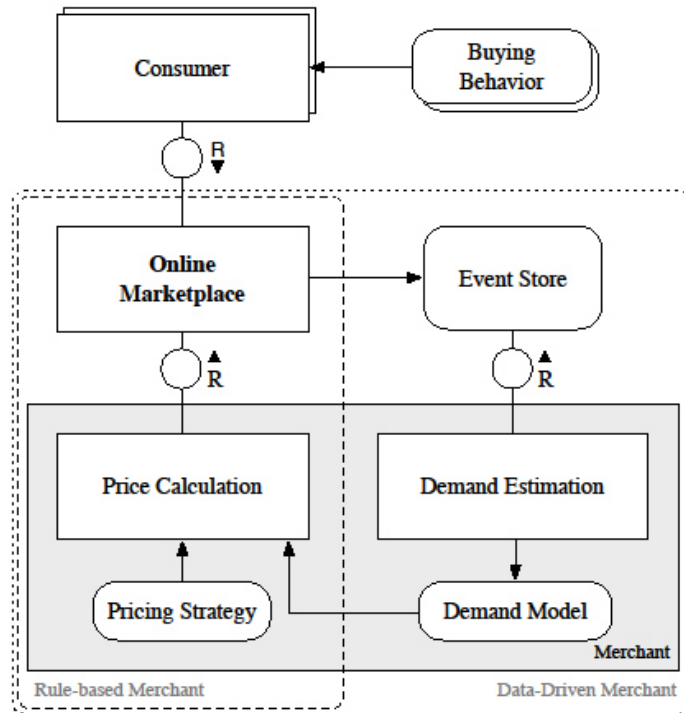 Consumer
Buying
Behavior
R
Online
Marketplace
Event Store
R
R
Price Calculation
Demand Estimation
Pricing Strategy
Demand Model
Merchant
Rule-based Merchant
Data-Driven Merchant